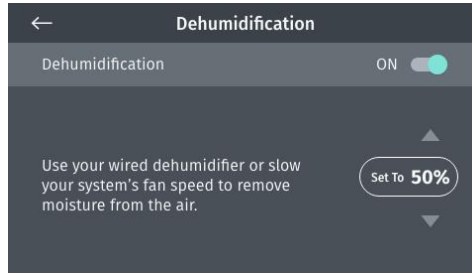 Dehumidification
Dehumidification ON
Use your wired dehumidifier or slow
your system's fan speed to remove
moisture from the air.
Set To 50%